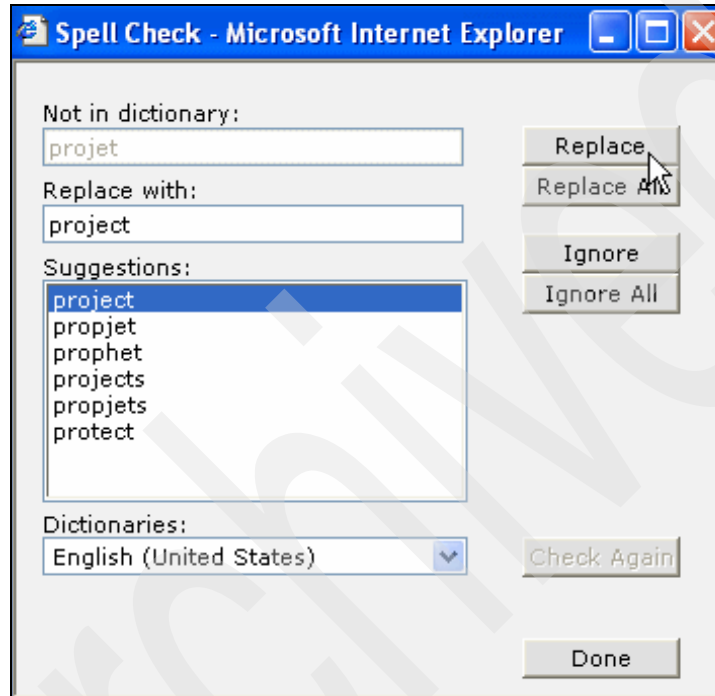 Spell Check - Microsoft Internet Explorer
Not in dictionary:
projet
Replace
Replace with:
Replace All
project
Ignore
Suggestions:
Ignore All
project
propjet
prophet
projects
propjets
protect
Dictionaries:
English (United States)
Check Again
Done